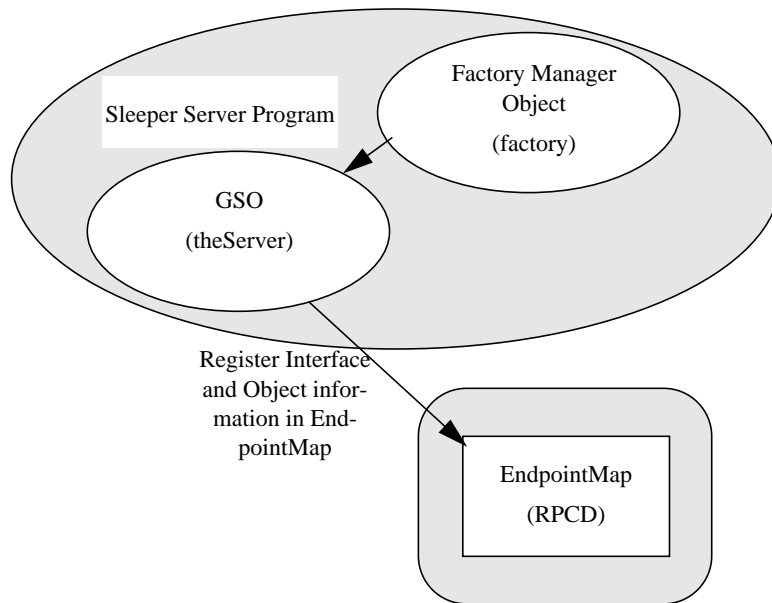 Factory Manager
Object
(factory)
Sleeper Server Program
GSO
(theServer)
Register Interface
and Object infor-
mation in End-
pointMap
EndpointMap
(RPCD)